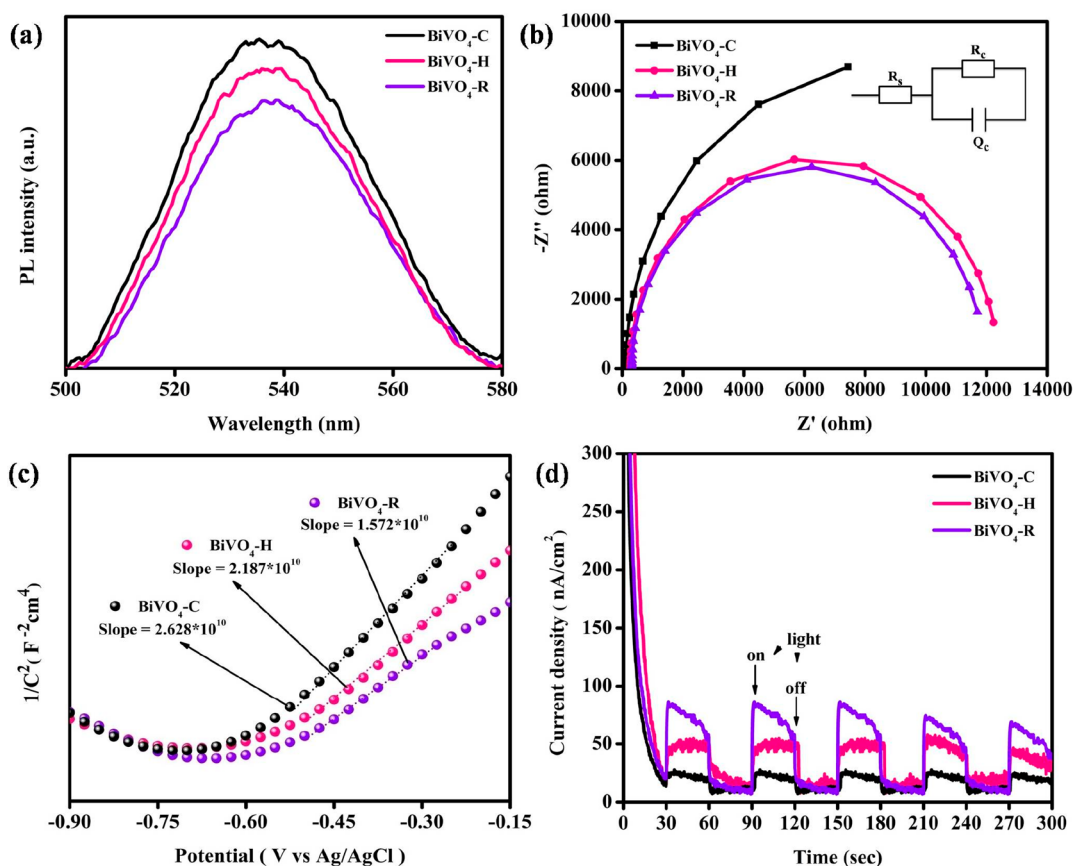 (a)
BiVO₄-C
BiVO₄-H
BiVO₄-R
PL intensity (a.u.)
500 520 540 560 580
Wavelength (nm)
(b)
BiVO₄-C
BiVO₄-H
BiVO₄-R
Rs
Rc
Qc
-Z'' (ohm)
10000
8000
6000
4000
2000
0
0 2000 4000 6000 8000 10000 12000 14000
Z' (ohm)
(c)
BiVO₄-R
Slope = 1.572*10¹⁰
BiVO₄-H
Slope = 2.187*10¹⁰
BiVO₄-C
Slope = 2.628*10¹⁰
1/C²( F⁻²cm⁴)
-0.90 -0.75 -0.60 -0.45 -0.30 -0.15
Potential ( V vs Ag/AgCl)
(d)
BiVO₄-C
BiVO₄-H
BiVO₄-R
light
on
off
Current density ( nA/cm²)
300
250
200
150
100
50
0
0 30 60 90 120 150 180 210 240 270 300
Time (sec)